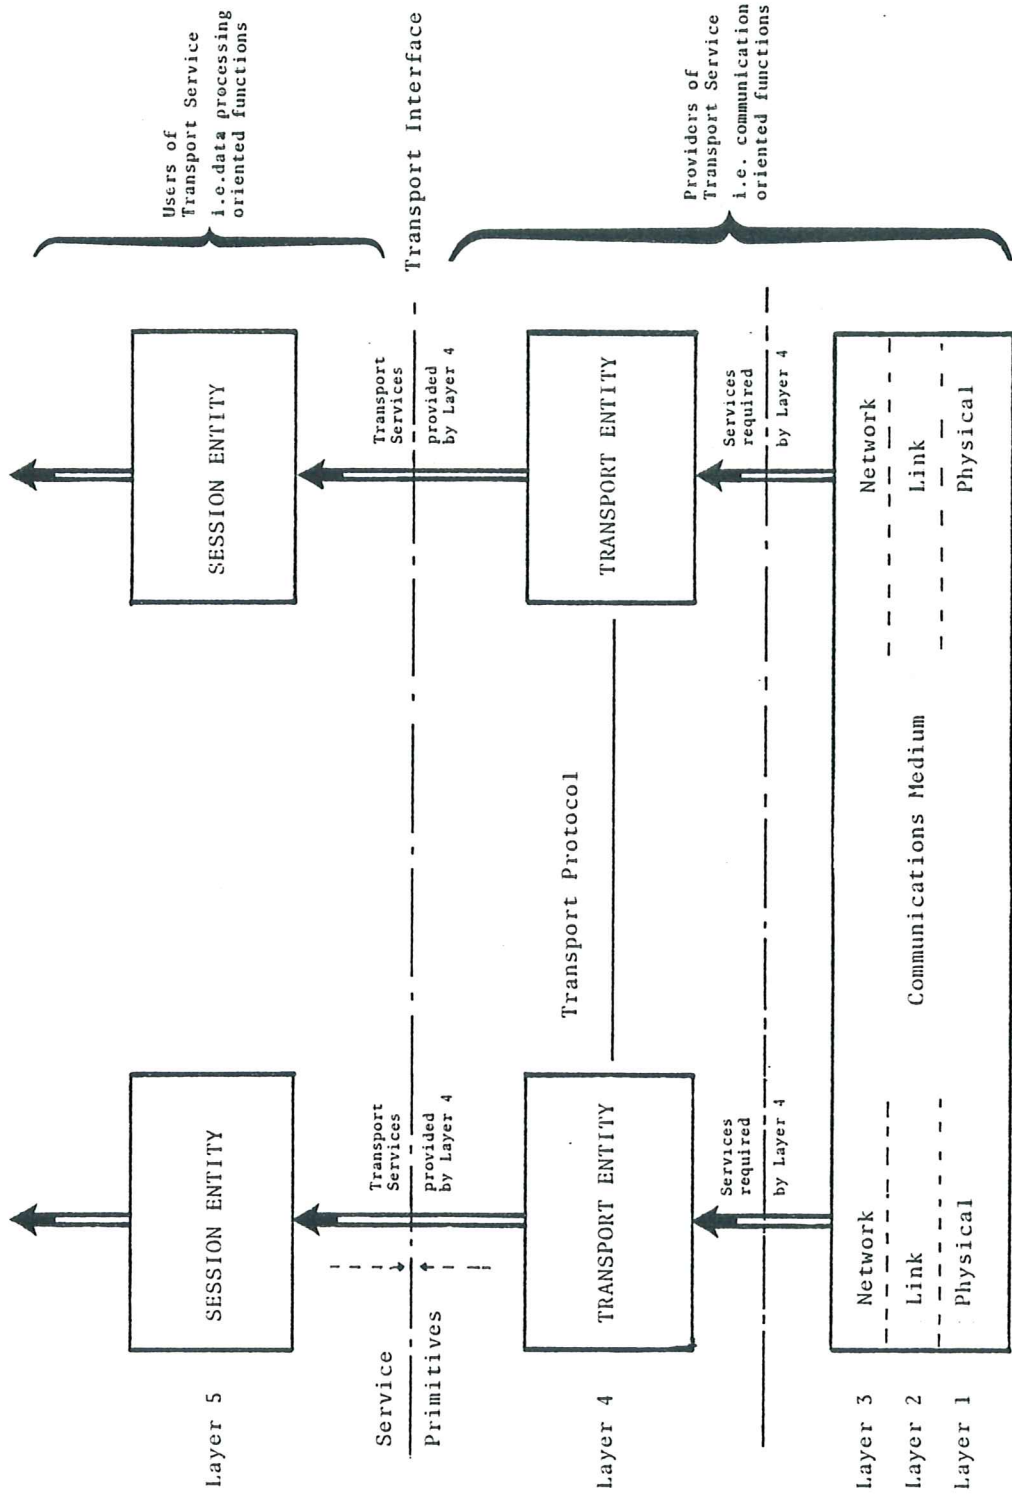 Users of
Transport Service
i.e.data processing
oriented functions
SESSION ENTITY
SESSION ENTITY
Layer 5
Transport
Services
provided
by Layer 4
Transport
Services
provided
by Layer 4
Transport Interface
Service
Primitives
Transport Protocol
TRANSPORT ENTITY
TRANSPORT ENTITY
Layer 4
Providers of
Transport Service
i.e. communication
oriented functions
Services
required
by Layer 4
Services
required
by Layer 4
Layer 3
Network
Network
Layer 2
Link
Communications Medium
Link
Layer 1
Physical
Physical